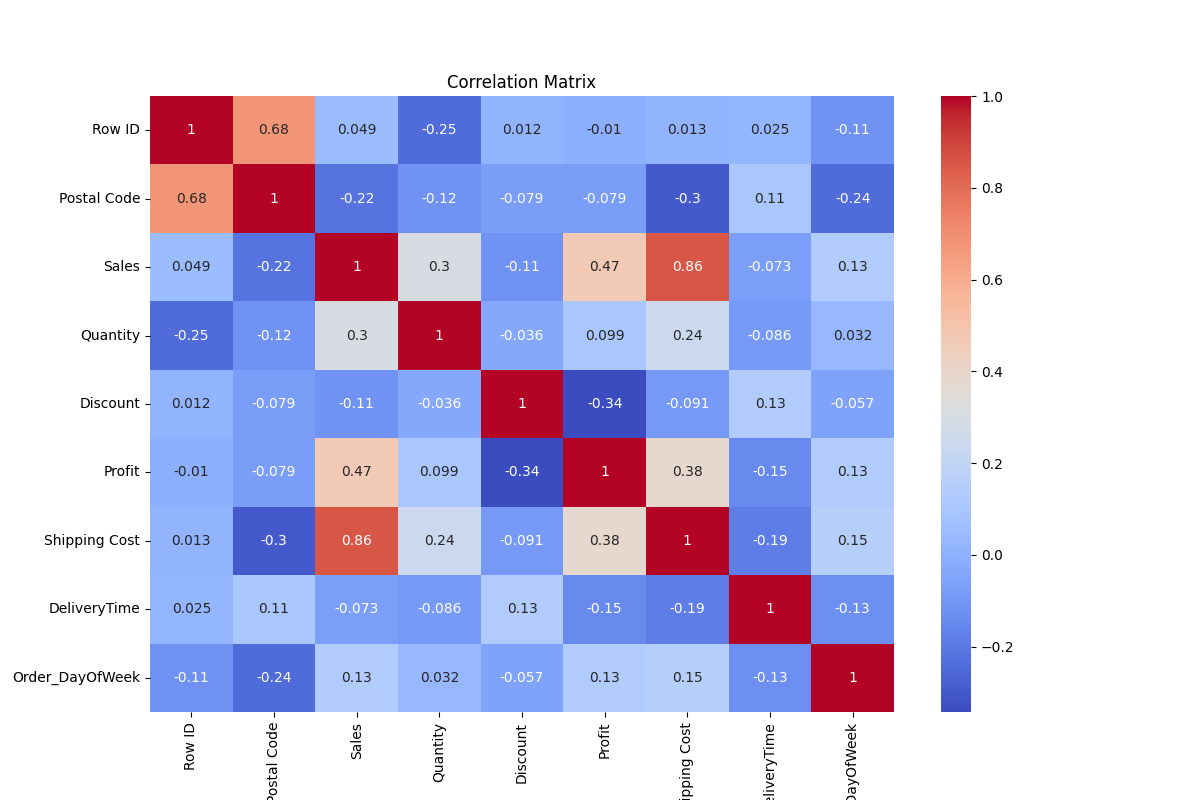 Correlation Matrix
Row ID 1 0.68 0.049 -0.25 0.012 -0.01 0.013 0.025 -0.11
Postal Code 0.68 1 -0.22 -0.12 -0.079 -0.079 -0.3 0.11 -0.24
Sales 0.049 -0.22 1 0.3 -0.11 0.47 0.86 -0.073 0.13
Quantity -0.25 -0.12 0.3 1 -0.036 0.099 0.24 -0.086 0.032
Discount 0.012 -0.079 -0.11 -0.036 1 -0.34 -0.091 0.13 -0.057
Profit -0.01 -0.079 0.47 0.099 -0.34 1 0.38 -0.15 0.13
Shipping Cost 0.013 -0.3 0.86 0.24 -0.091 0.38 1 -0.19 0.15
DeliveryTime 0.025 0.11 -0.073 -0.086 0.13 -0.15 -0.19 1 -0.13
Order_DayOfWeek -0.11 -0.24 0.13 0.032 -0.057 0.13 0.15 -0.13 1
Row ID
Postal Code
Sales
Quantity
Discount
Profit
ipping Cost
eliveryTime
DayOfWeek
1.0
0.8
0.6
0.4
0.2
0.0
−0.2